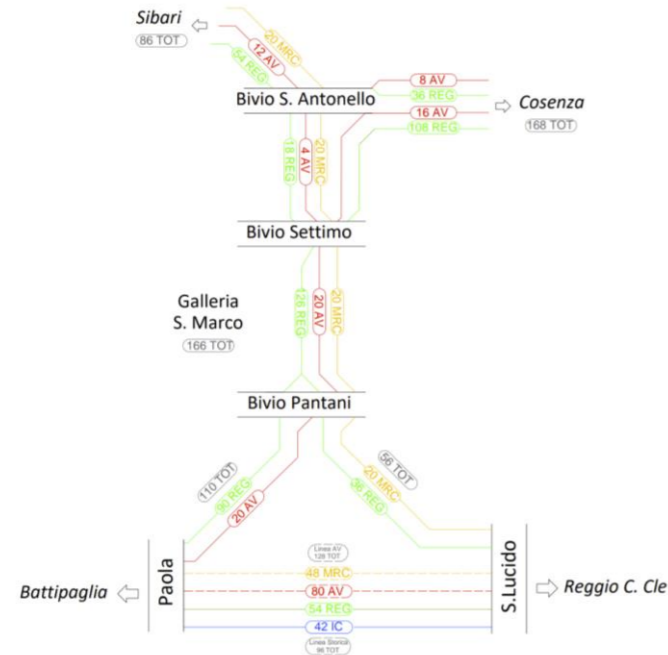 Sibari
86 TOT
20 MRC
12 AV
54 REG
8 AV
36 REG
Bivio S. Antonello
16 AV
108 REG
Cosenza
168 TOT
18 REG
4 AV
20 MRC
Bivio Settimo
Galleria
S. Marco
166 TOT
126 REG
20 AV
20 MRC
Bivio Pantani
110 TOT
90 REG
20 AV
56 TOT
20 MRC
36 REG
Linea AV
128 TOT
48 MRC
80 AV
54 REG
42 IC
Linea Storica
96 TOT
Battipaglia
Paola
S.Lucido
Reggio C. Cle